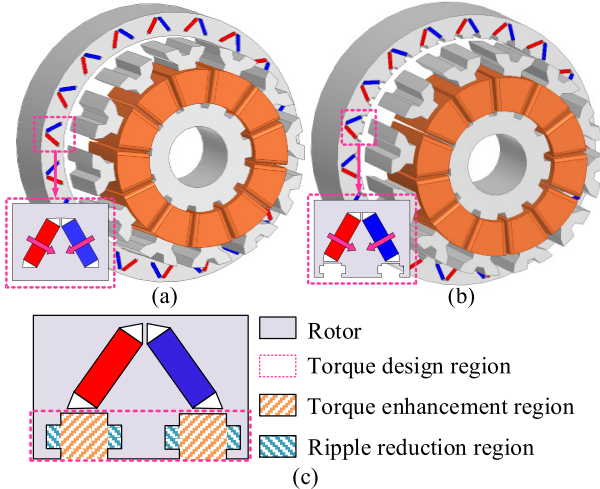 (a)
(b)
Rotor
Torque design region
Torque enhancement region
Ripple reduction region
(c)